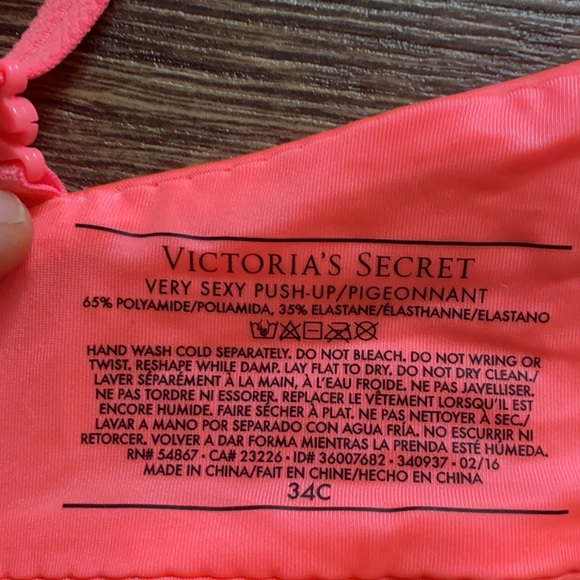 VICTORIA'S SECRET
VERY SEXY PUSH-UP/PIGEONNANT
65% POLYAMIDE/POLIAMIDA, 35% ELASTANE/ÉLASTHANNE/ELASTANO
HAND WASH COLD SEPARATELY. DO NOT BLEACH. DO NOT WRING OR
TWIST. RESHAPE WHILE DAMP. LAY FLAT TO DRY. DO NOT DRY CLEAN./
LAVER SÉPARÉMENT À LA MAIN, À L'EAU FROIDE. NE PAS JAVELLISER.
NE PAS TORDRE NI ESSORER. REPLACER LE VÊTEMENT LORSQU'IL EST
ENCORE HUMIDE. FAIRE SÉCHER À PLAT. NE PAS NETTOYER À SEC./
LAVAR A MANO POR SEPARADO CON AGUA FRÍA. NO ESCURRIR NI
RETORCER. VOLVER A DAR FORMA MIENTRAS LA PRENDA ESTÉ HÚMEDA.
RN# 54867 • CA# 23226 • ID# 36007682 • 340937 • 02/16
MADE IN CHINA/FAIT EN CHINE/HECHO EN CHINA
34C